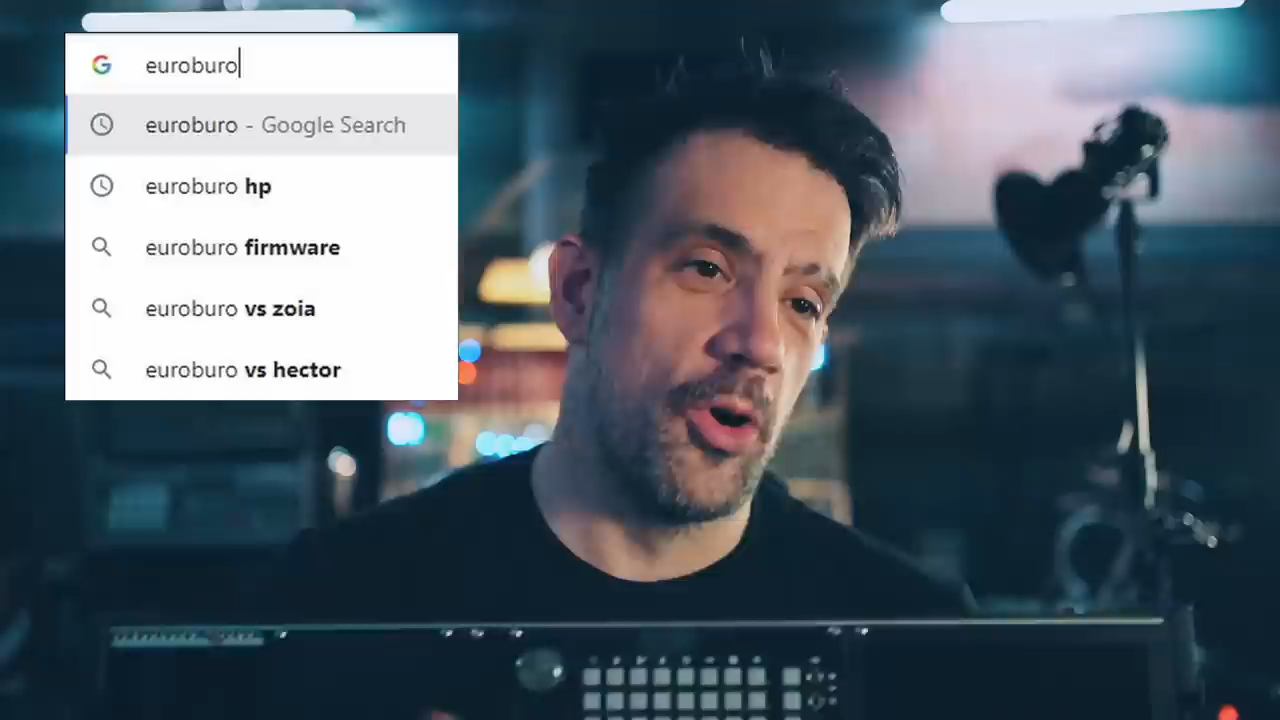 euroburo
euroburo - Google Search
euroburo hp
euroburo firmware
euroburo vs zoia
euroburo vs hector